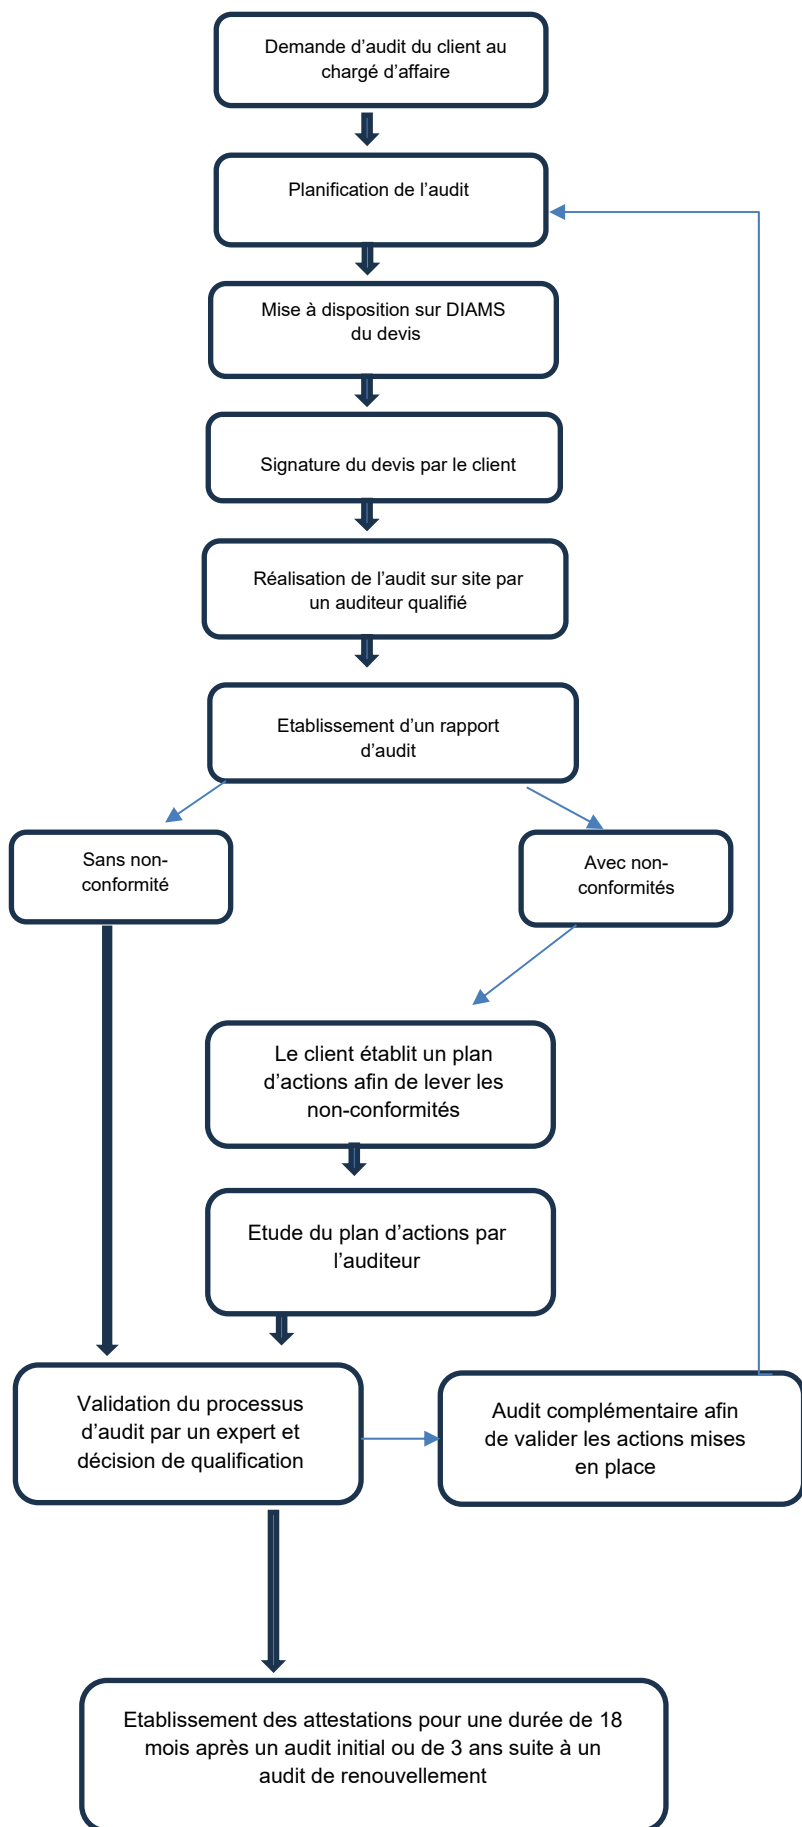 Demande d’audit du client au
chargé d’affaire
Planification de l’audit
Mise à disposition sur DIAMS
du devis
Signature du devis par le client
Réalisation de l’audit sur site par
un auditeur qualifié
Etablissement d’un rapport
d’audit
Sans non-
conformité
Avec non-
conformités
Le client établit un plan
d’actions afin de lever les
non-conformités
Etude du plan d’actions par
l’auditeur
Validation du processus
d’audit par un expert et
décision de qualification
Audit complémentaire afin
de valider les actions mises
en place
Etablissement des attestations pour une durée de 18
mois après un audit initial ou de 3 ans suite à un
audit de renouvellement